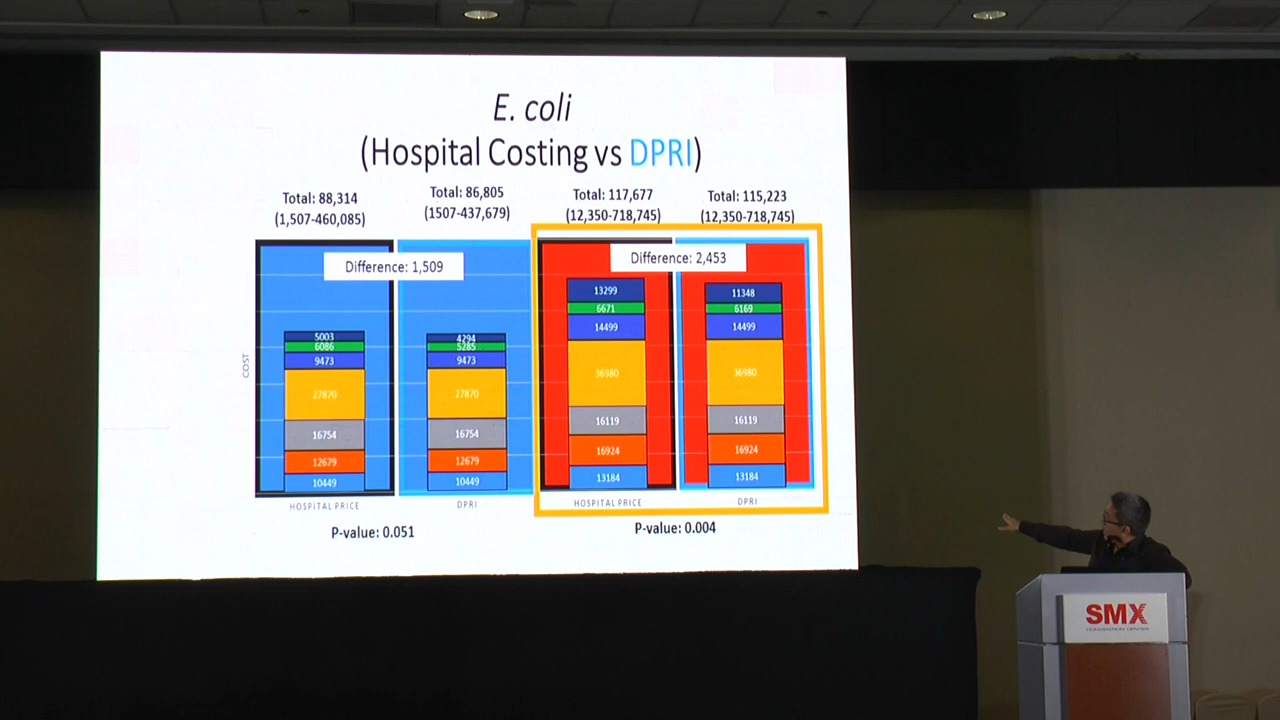 E. coli
(Hospital Costing vs DPRI)
Total: 88,314
(1,507-460,085)
Total: 86,805
(1507-437,679)
Total: 117,677
(12,350-718,745)
Total: 115,223
(12,350-718,745)
Difference: 1,509
Difference: 2,453
COST
5003
6086
9473
27870
16754
12679
10449
4294
5285
9473
27870
16754
12679
10449
13299
6671
14499
36980
16119
16924
13184
11348
6169
14499
36980
16119
16924
13184
HOSPITAL PRICE
DPRI
HOSPITAL PRICE
DPRI
P-value: 0.051
P-value: 0.004
SMX
CONVENTION CENTER